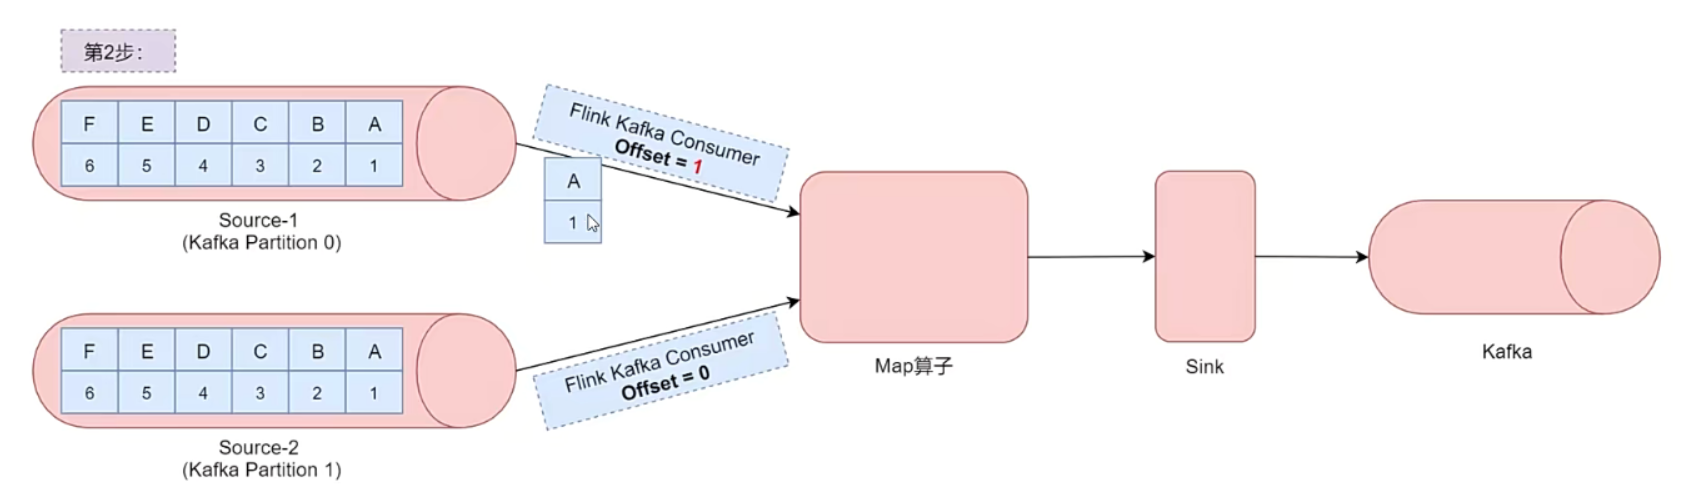 第2步：
F E D C B A
6 5 4 3 2 1
Source-1
(Kafka Partition 0)
Flink Kafka Consumer
Offset = 1
A
1
F E D C B A
6 5 4 3 2 1
Source-2
(Kafka Partition 1)
Flink Kafka Consumer
Offset = 0
Map算子
Sink
Kafka